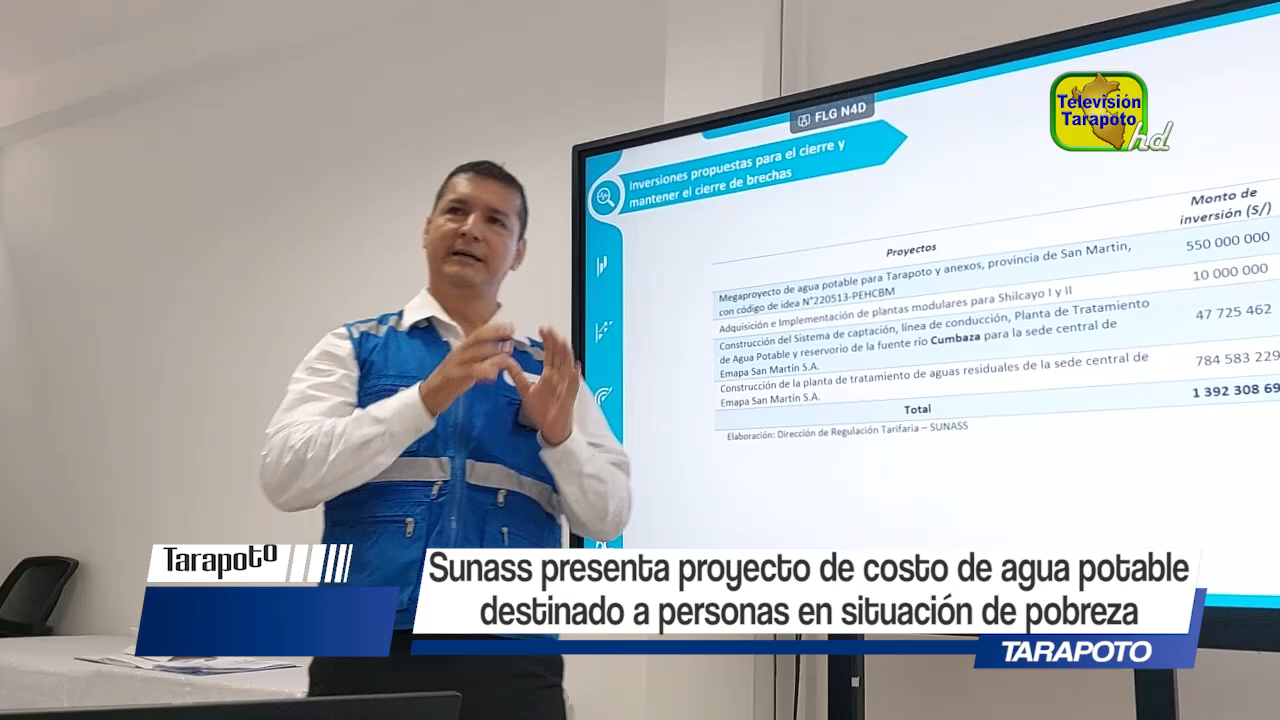 Televisión
Tarapoto
hd
FLG N4D
Inversiones propuestas para el cierre y
mantener el cierre de brechas
Proyectos
Monto de
inversión (S/)
Megaproyecto de agua potable para Tarapoto y anexos, provincia de San Martin,
con código de idea N°220513-PEHCBM
550 000 000
Adquisición e Implementación de plantas modulares para Shilcayo I y II
10 000 000
Construcción del Sistema de captación, línea de conducción, Planta de Tratamiento
de Agua Potable y reservorio de la fuente río Cumbaza para la sede central de
Emapa San Martín S.A.
47 725 462
Construcción de la planta de tratamiento de aguas residuales de la sede central de
Emapa San Martín S.A.
784 583 229
Total
1 392 308 69
Elaboración: Dirección de Regulación Tarifaria – SUNASS
Tarapoto
Sunass presenta proyecto de costo de agua potable
destinado a personas en situación de pobreza
TARAPOTO